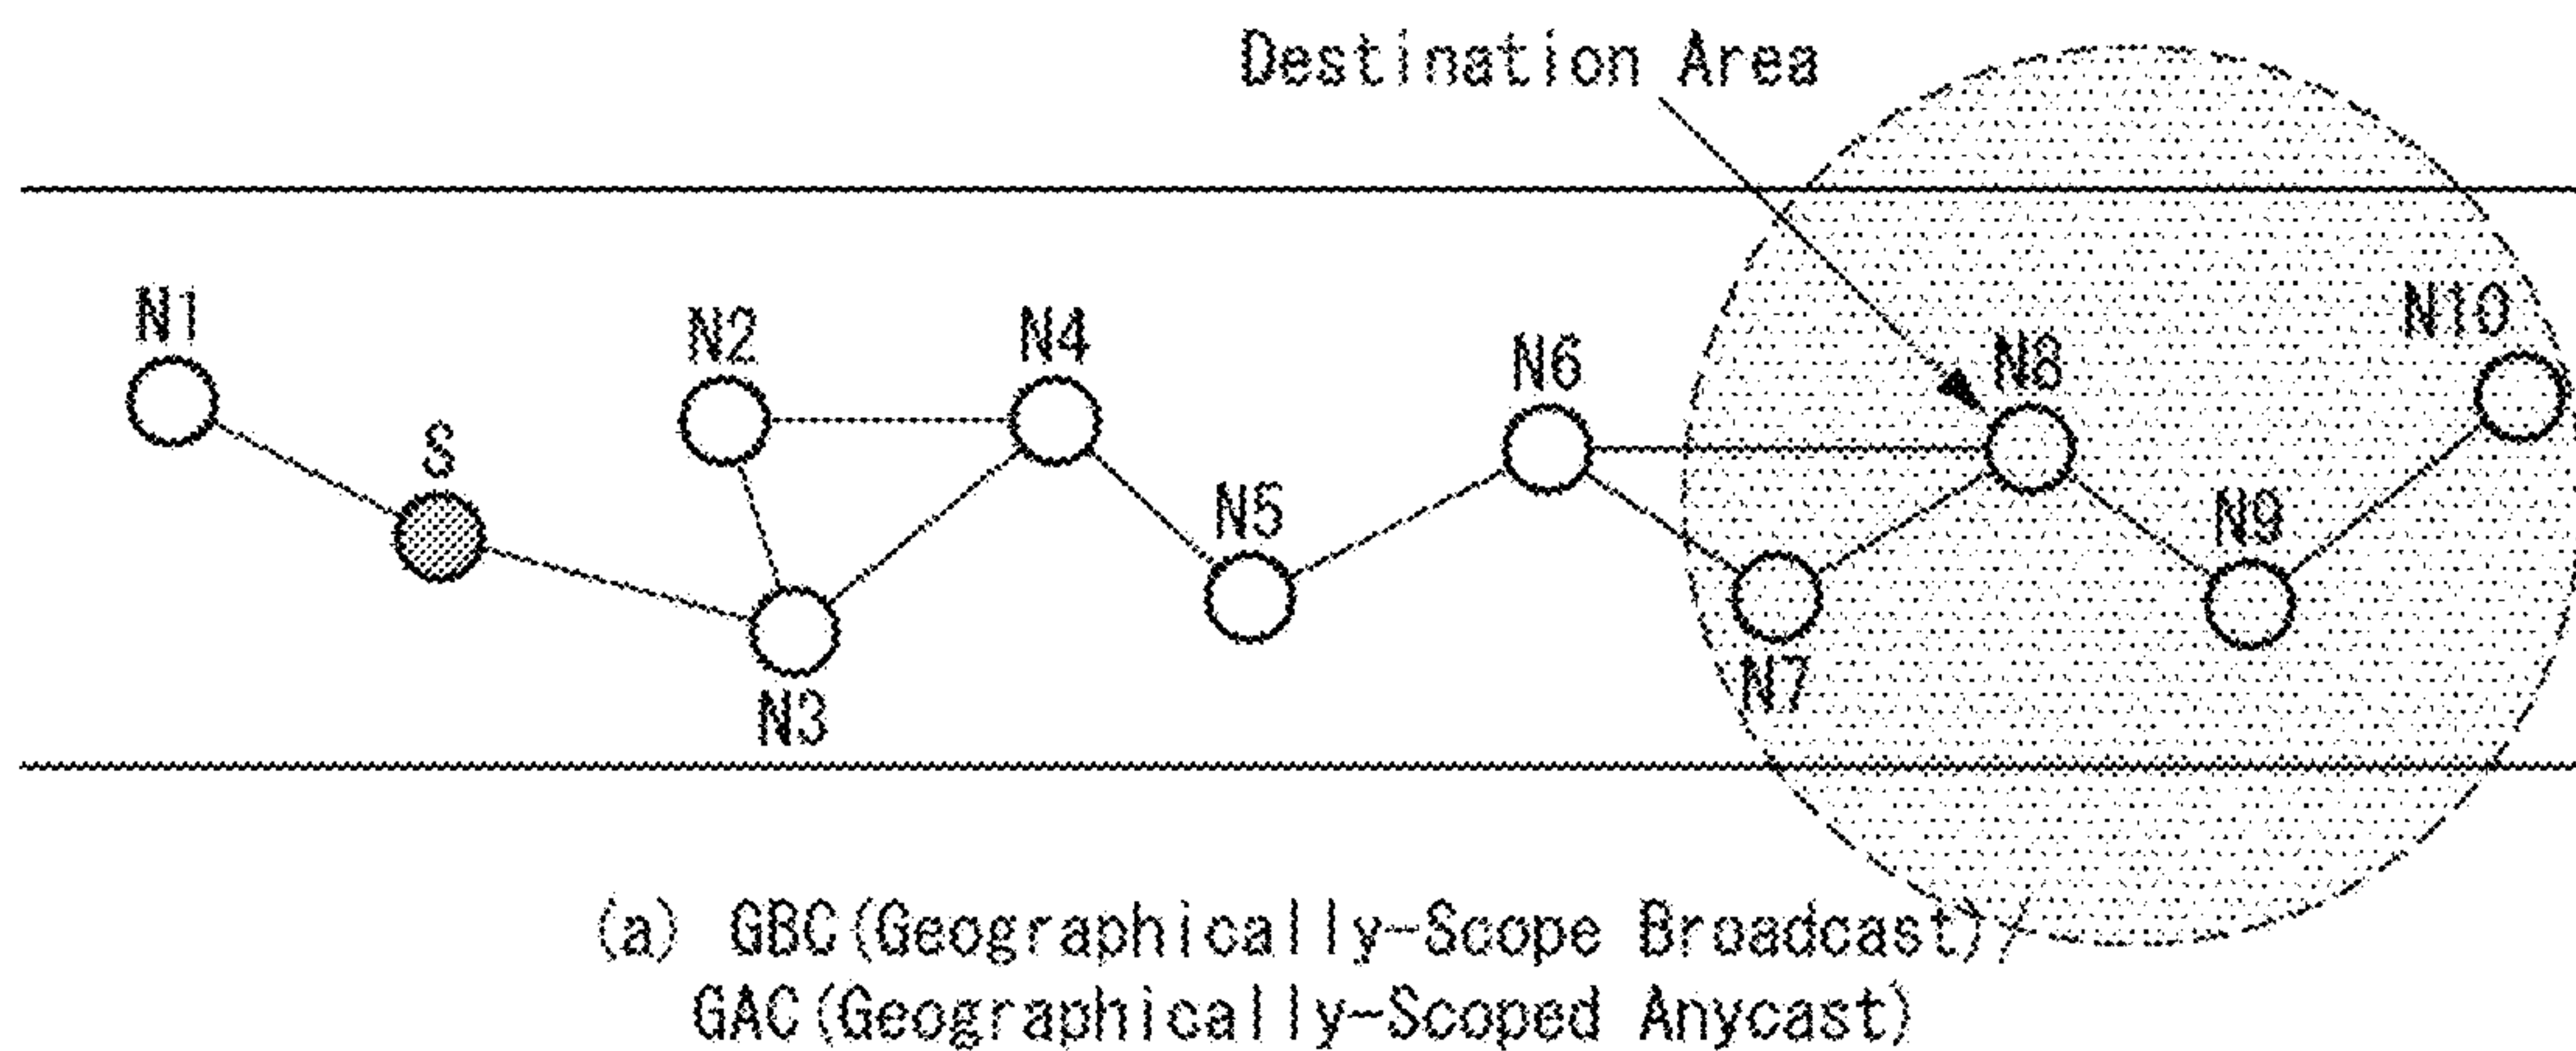 Destination Area
N1
S
N2
N4
N3
N5
N6
N8
N10
N9
N7
(a) GBC(Geographically-Scope Broadcast)/
GAC(Geographically-Scoped Anycast)